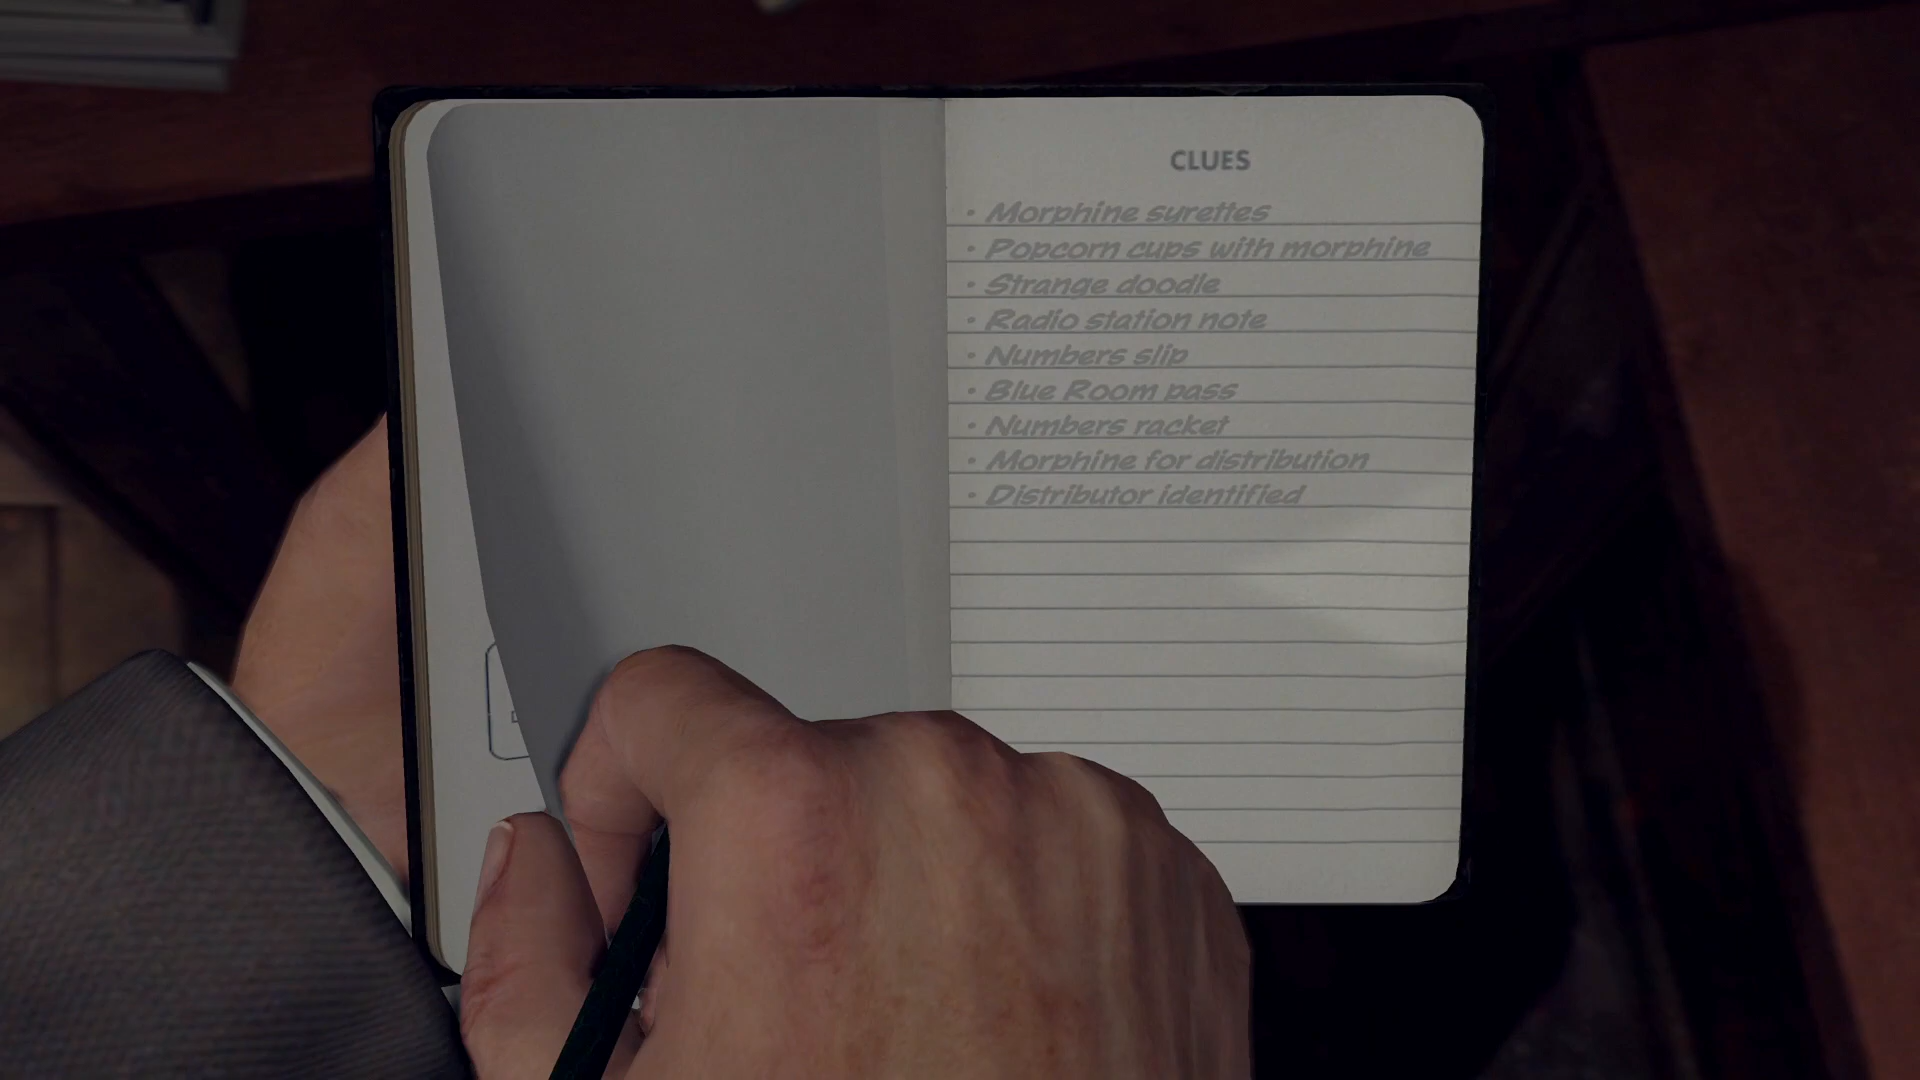 CLUES
• Morphine surettes
• Popcorn cups with morphine
• Strange doodle
• Radio station note
• Numbers slip
• Blue Room pass
• Numbers racket
• Morphine for distribution
• Distributor identified